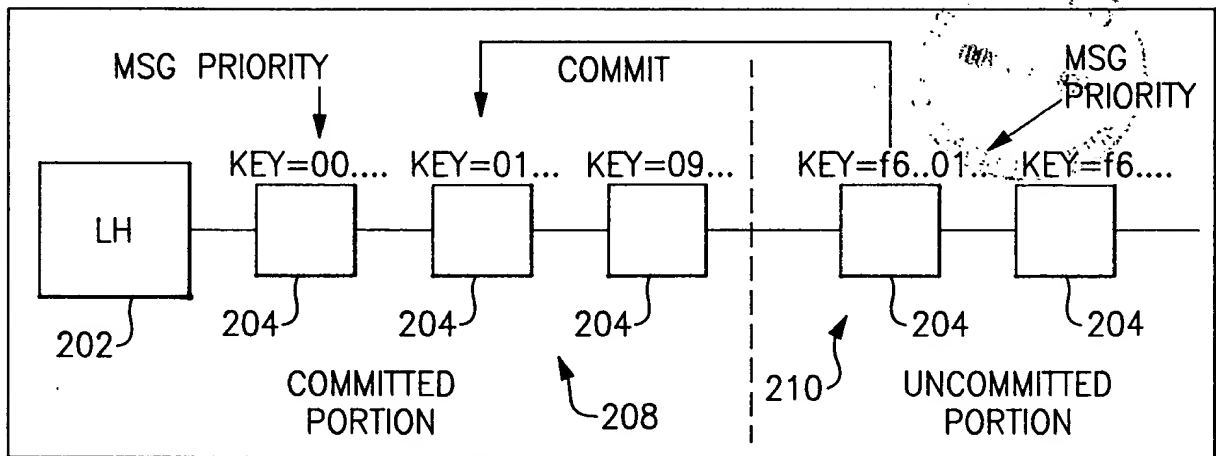 MSG PRIORITY
COMMIT
MSG
PRIORITY
KEY=00....
KEY=01...
KEY=09...
KEY=f6..01..
KEY=f6....
LH
202
204
204
204
204
204
COMMITTED
PORTION
208
210
UNCOMMITTED
PORTION